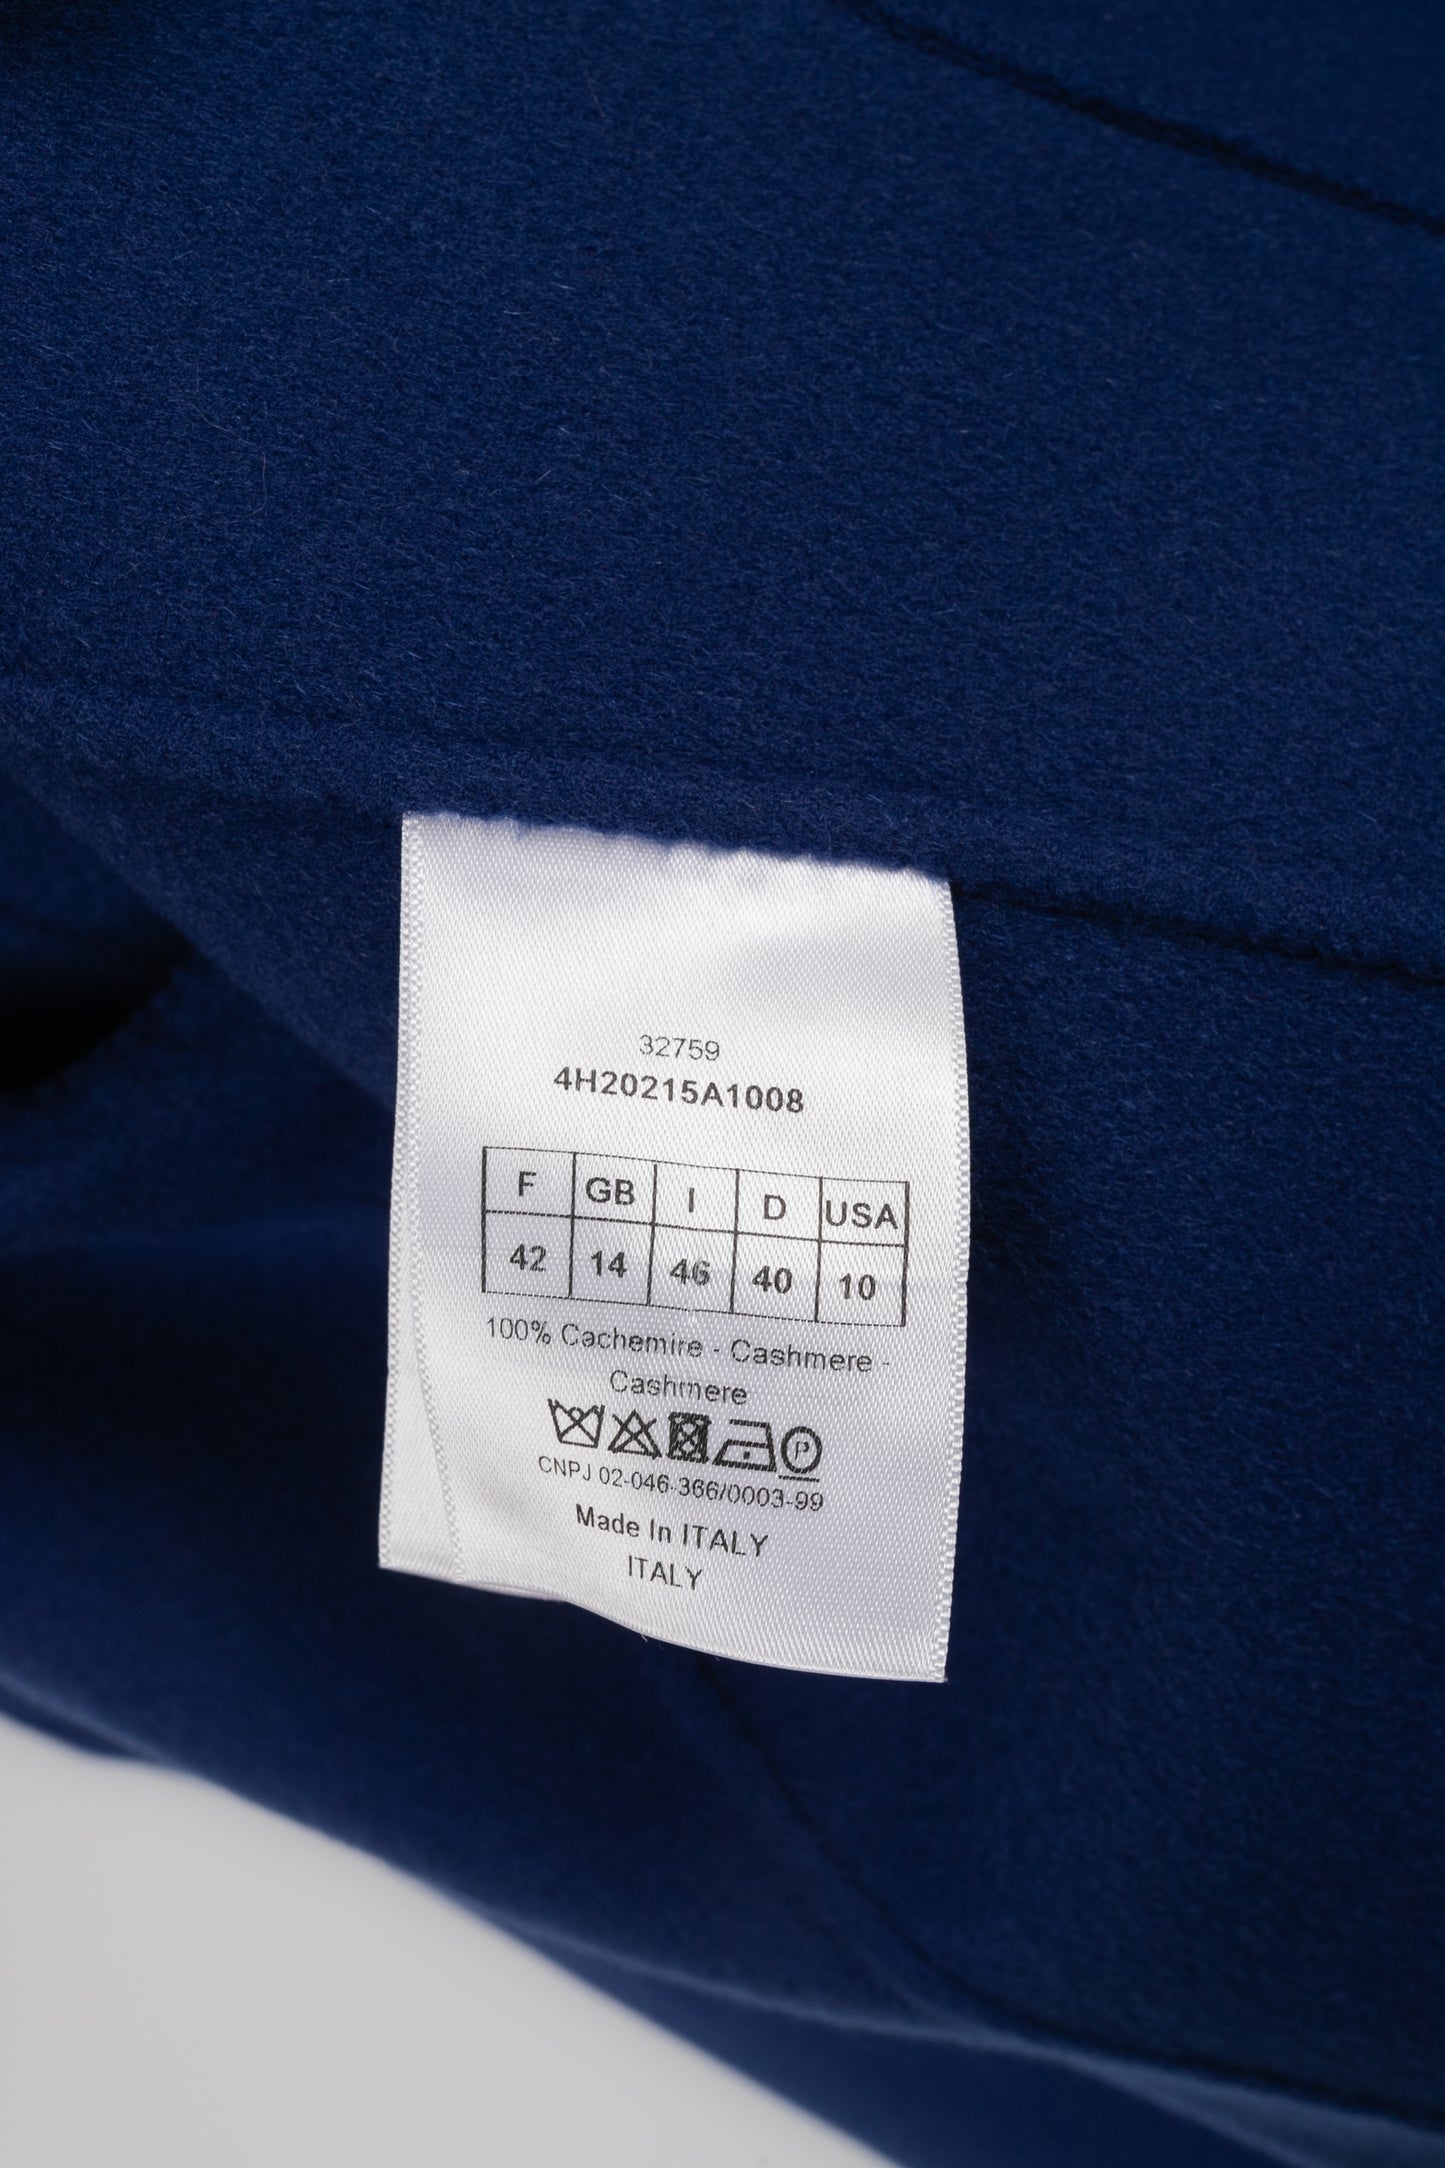 32759
4H20215A1008
F GB I D USA
42 14 46 40 10
100% Cachemire - Cashmere -
Cashmere
P
CNPJ 02-046-366/0003-99
Made In ITALY
ITALY